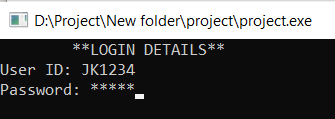 D:\Project\New folder\project\project.exe
**LOGIN DETAILS**
User ID: JK1234
Password: *****